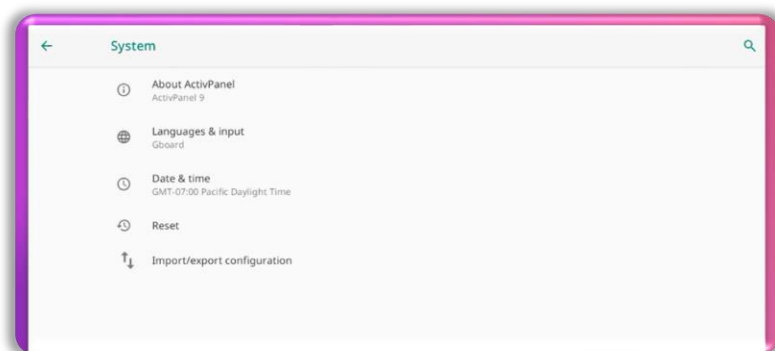 System
About ActivPanel
ActivPanel 9
Languages & input
Gboard
Date & time
GMT-07:00 Pacific Daylight Time
Reset
Import/export configuration